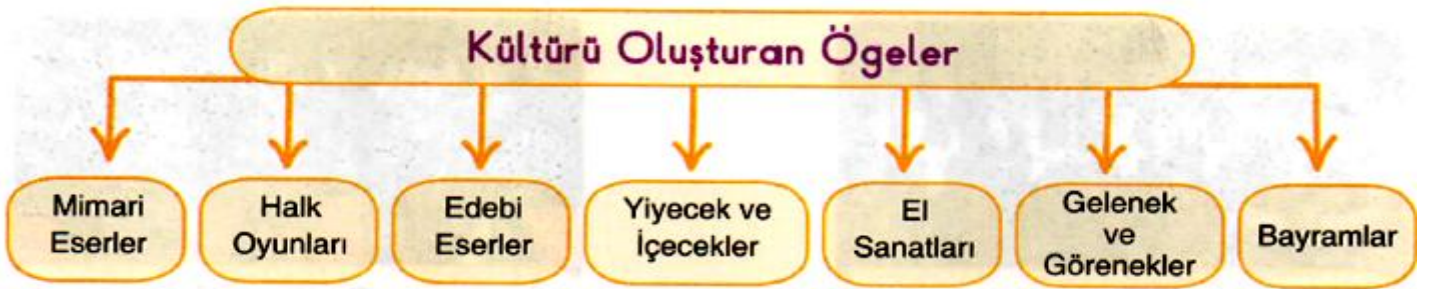 Kültürü Oluşturan Ögeler
Mimari
Eserler
Halk
Oyunları
Edebi
Eserler
Yiyecek ve
İçecekler
El
Sanatları
Gelenek
ve
Görenekler
Bayramlar